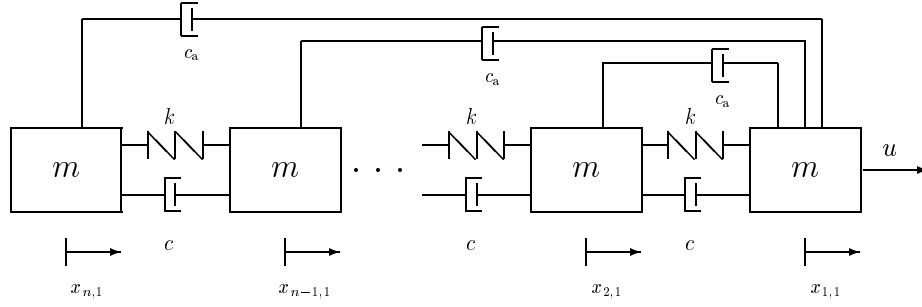 c_a
c_a
c_a
k k k
m m . . . m m u
c c c
x_{n,1} x_{n−1,1} x_{2,1} x_{1,1}